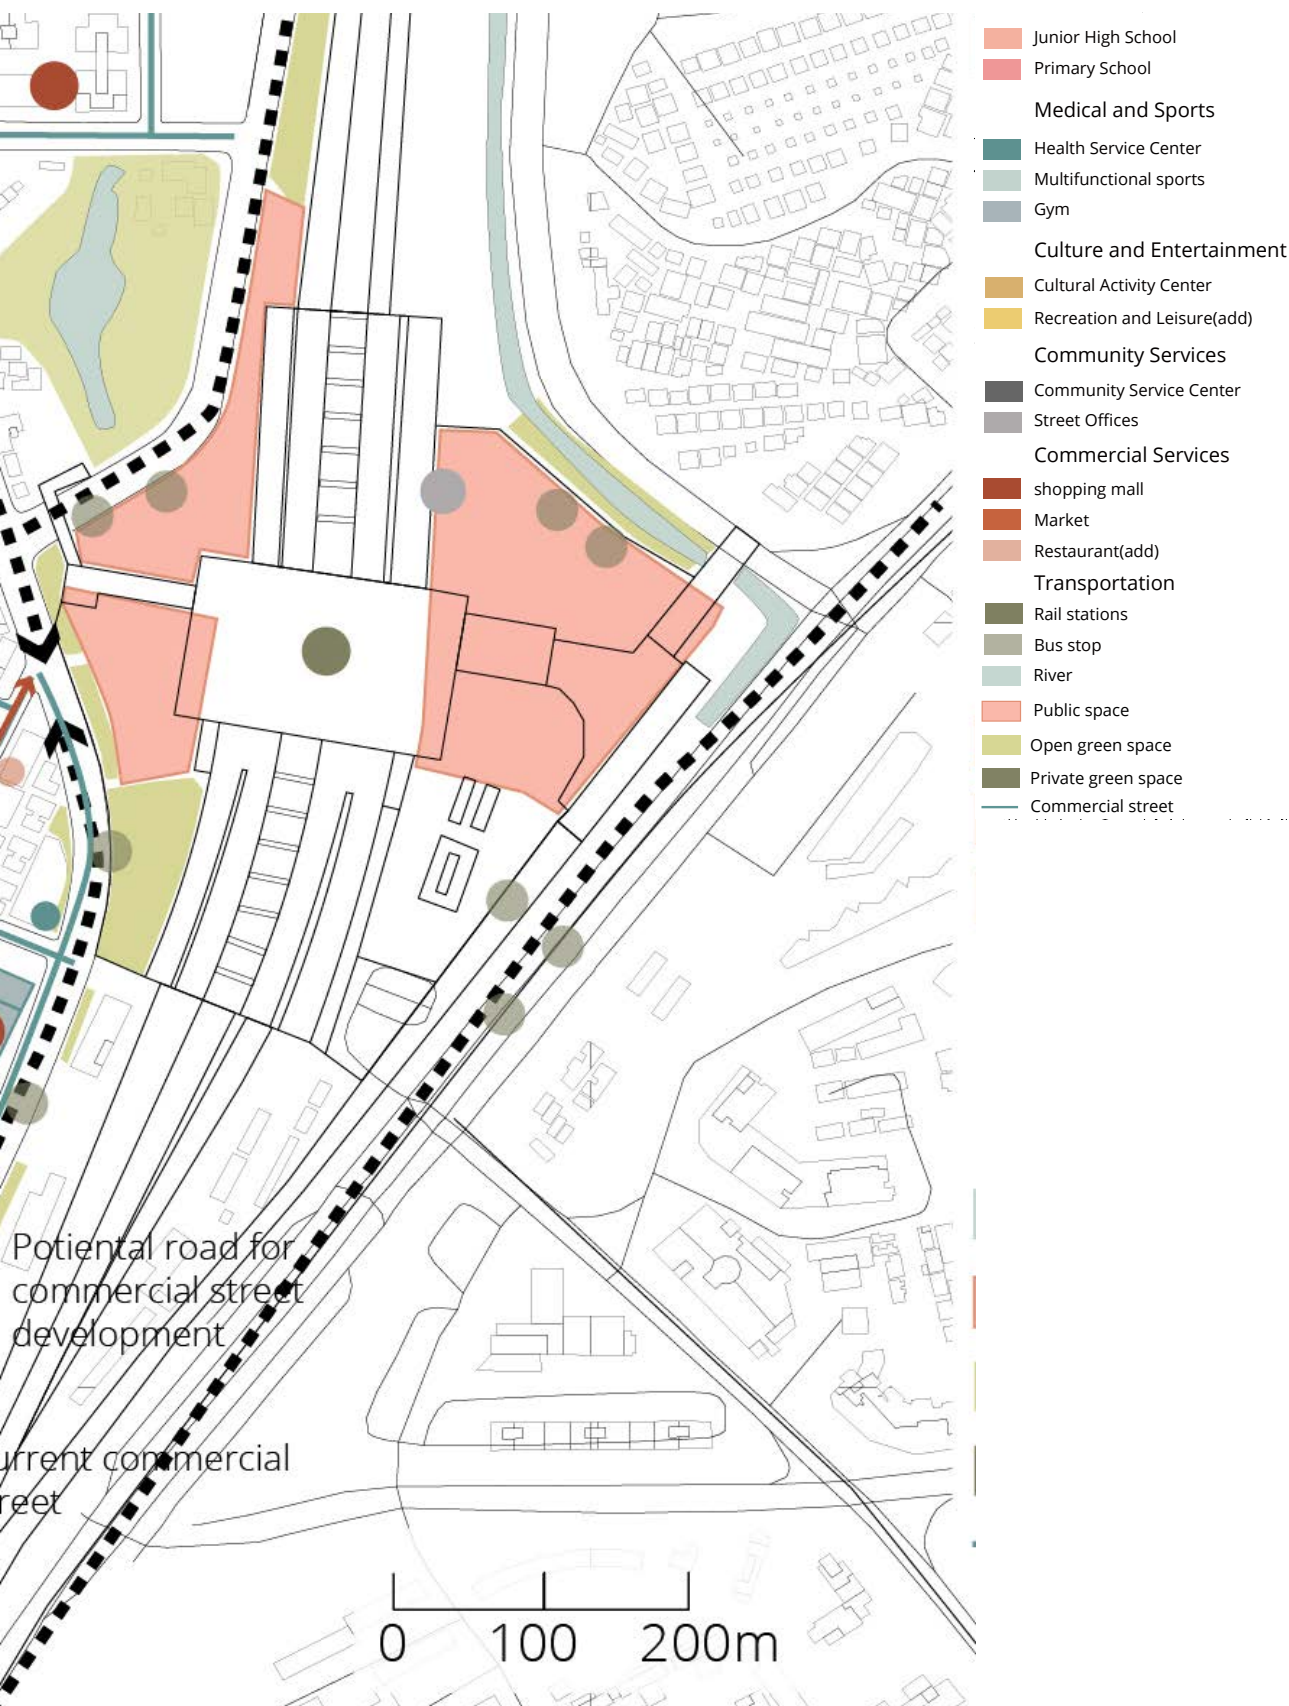 Junior High School
Primary School
Medical and Sports
Health Service Center
Multifunctional sports
Gym
Culture and Entertainment
Cultural Activity Center
Recreation and Leisure(add)
Community Services
Community Service Center
Street Offices
Commercial Services
shopping mall
Market
Restaurant(add)
Transportation
Rail stations
Bus stop
River
Public space
Open green space
Private green space
Commercial street
Potiental road for
commercial street
development
urrent commercial
reet
0 100 200m